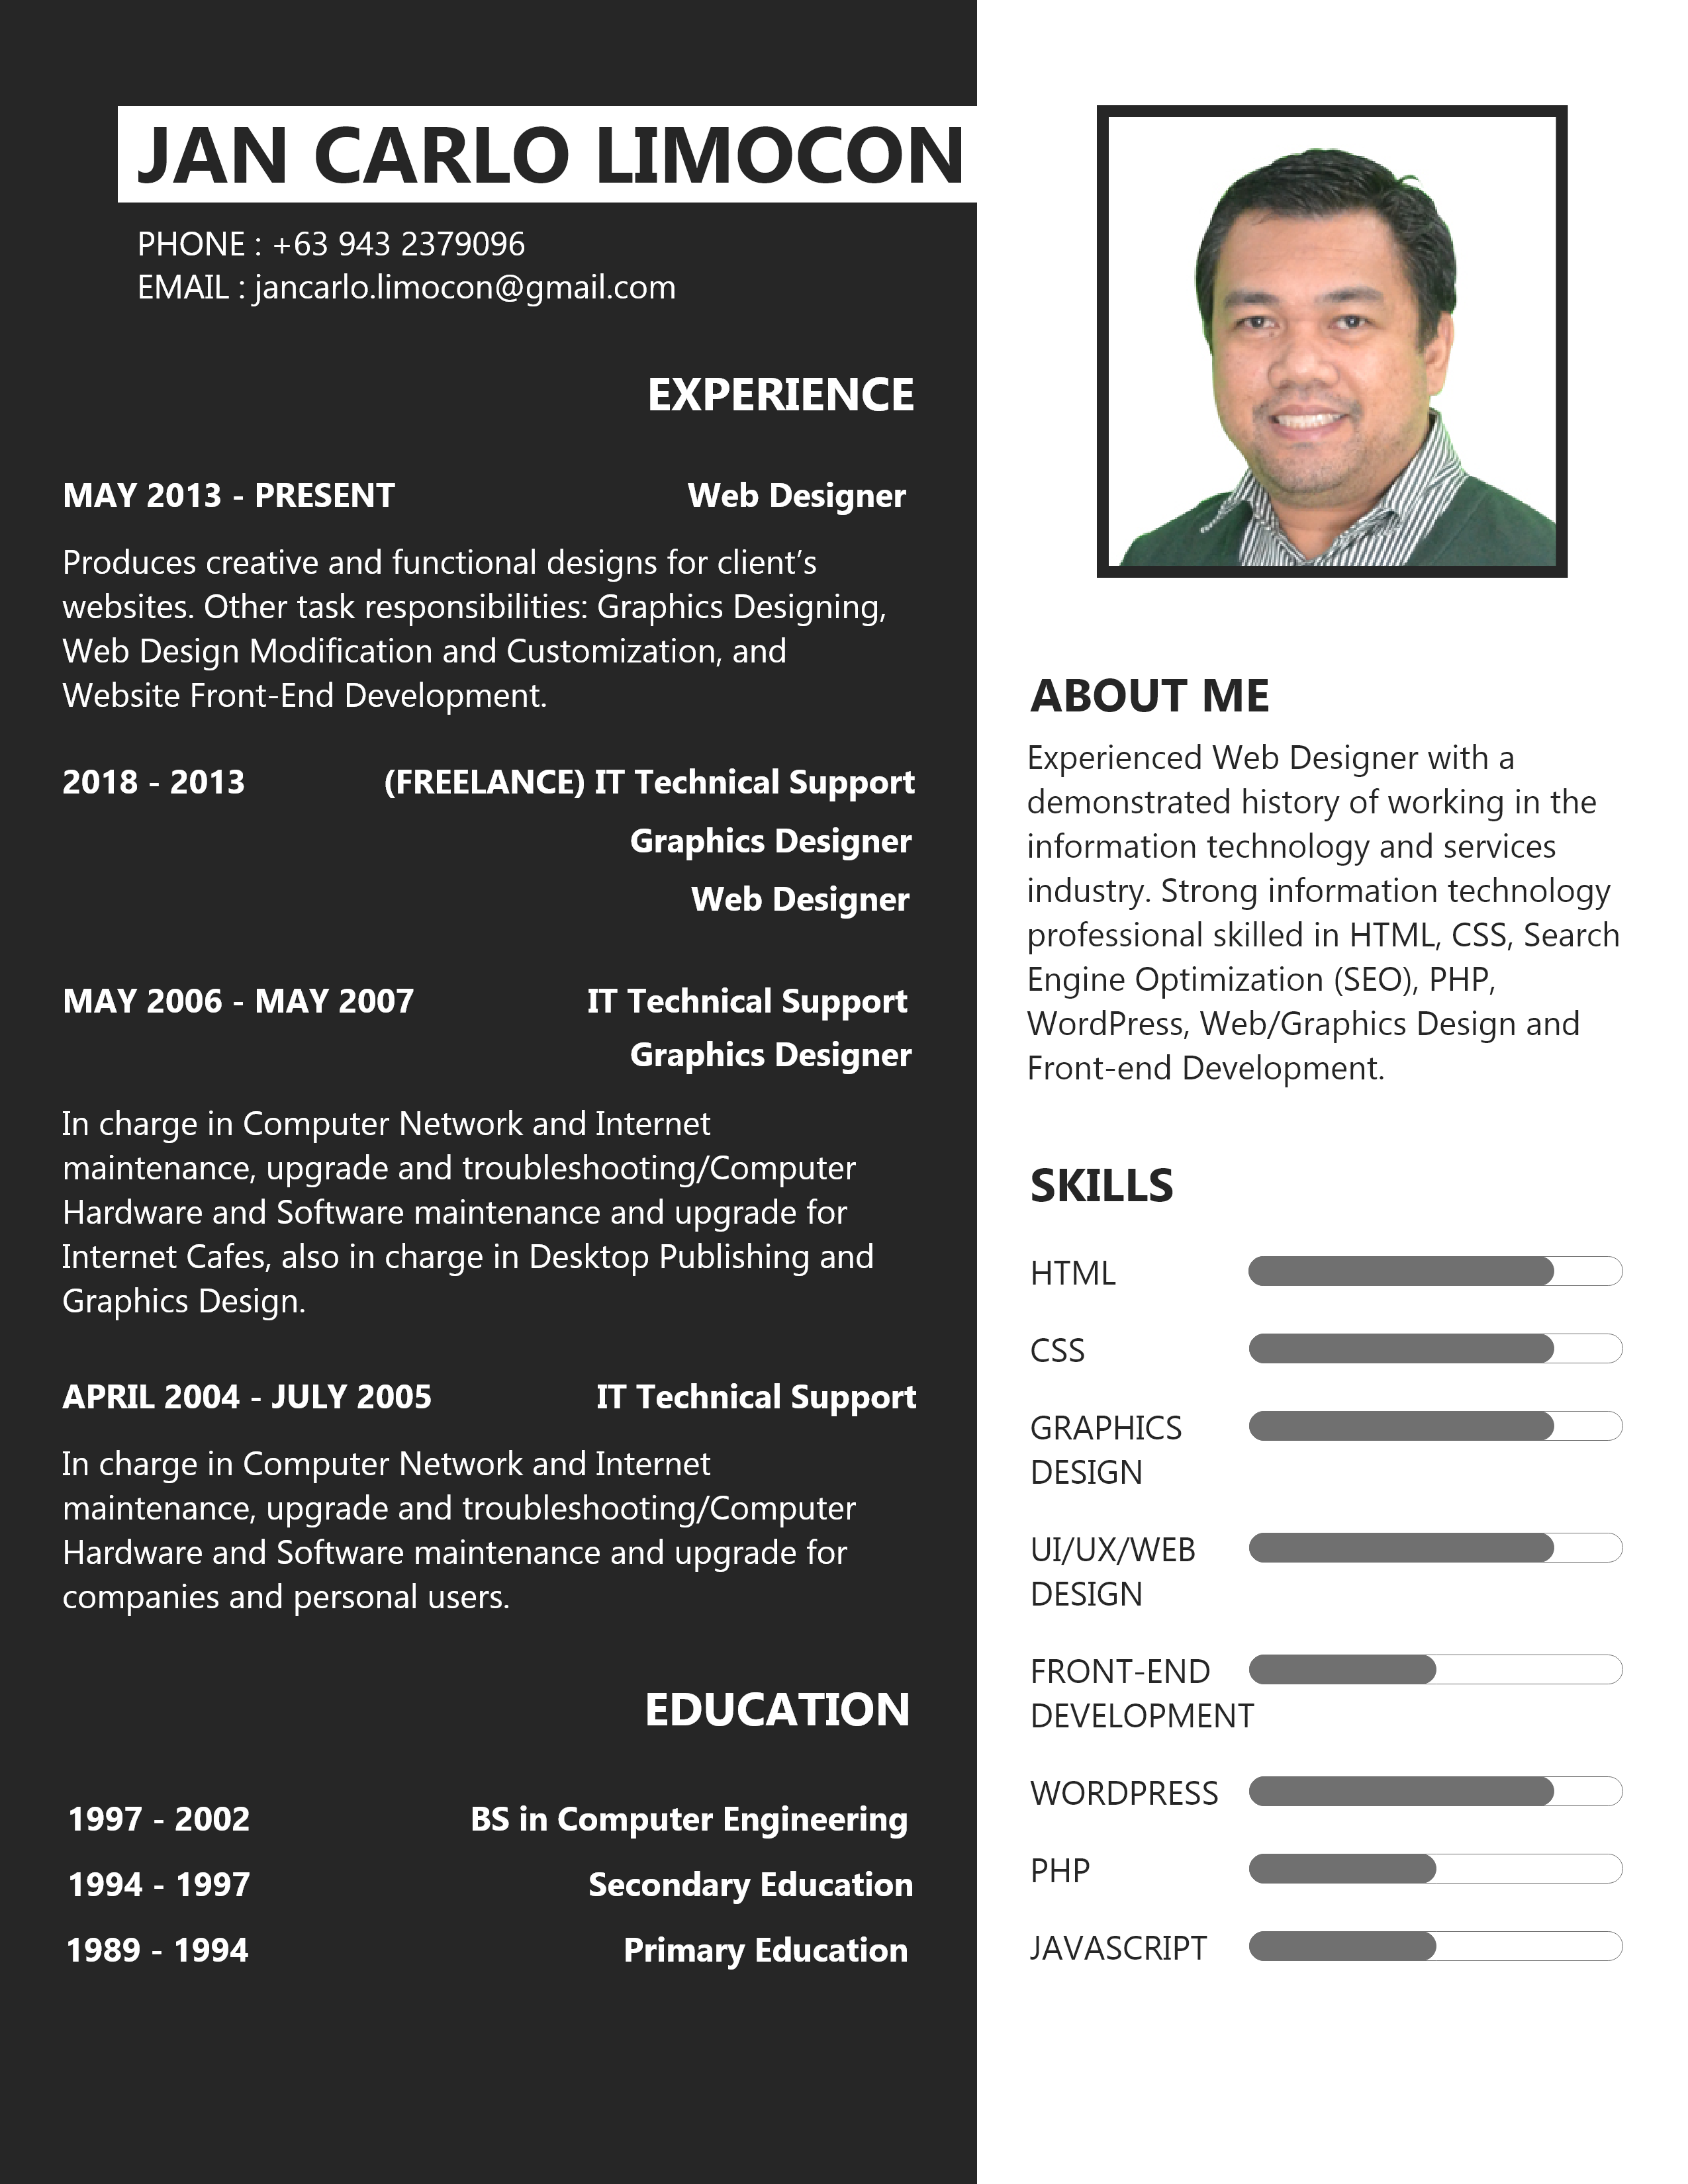 JAN CARLO LIMOCON
PHONE : +63 943 2379096
EMAIL : jancarlo.limocon@gmail.com
EXPERIENCE
MAY 2013 - PRESENT Web Designer
Produces creative and functional designs for client’s
websites. Other task responsibilities: Graphics Designing,
Web Design Modification and Customization, and
Website Front-End Development.
2018 - 2013 (FREELANCE) IT Technical Support
Graphics Designer
Web Designer
MAY 2006 - MAY 2007 IT Technical Support
Graphics Designer
In charge in Computer Network and Internet
maintenance, upgrade and troubleshooting/Computer
Hardware and Software maintenance and upgrade for
Internet Cafes, also in charge in Desktop Publishing and
Graphics Design.
APRIL 2004 - JULY 2005 IT Technical Support
In charge in Computer Network and Internet
maintenance, upgrade and troubleshooting/Computer
Hardware and Software maintenance and upgrade for
companies and personal users.
EDUCATION
1997 - 2002 BS in Computer Engineering
1994 - 1997 Secondary Education
1989 - 1994 Primary Education
ABOUT ME
Experienced Web Designer with a
demonstrated history of working in the
information technology and services
industry. Strong information technology
professional skilled in HTML, CSS, Search
Engine Optimization (SEO), PHP,
WordPress, Web/Graphics Design and
Front-end Development.
SKILLS
HTML
CSS
GRAPHICS
DESIGN
UI/UX/WEB
DESIGN
FRONT-END
DEVELOPMENT
WORDPRESS
PHP
JAVASCRIPT